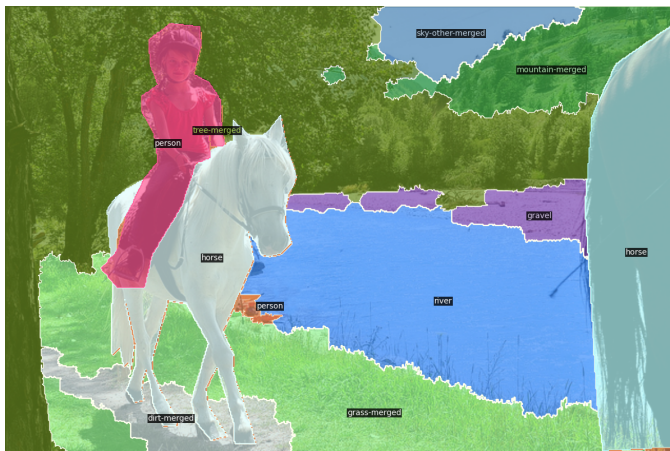 sky-other-merged
mountain-merged
tree-merged
person
gravel
horse
horse
person
river
dirt-merged
grass-merged